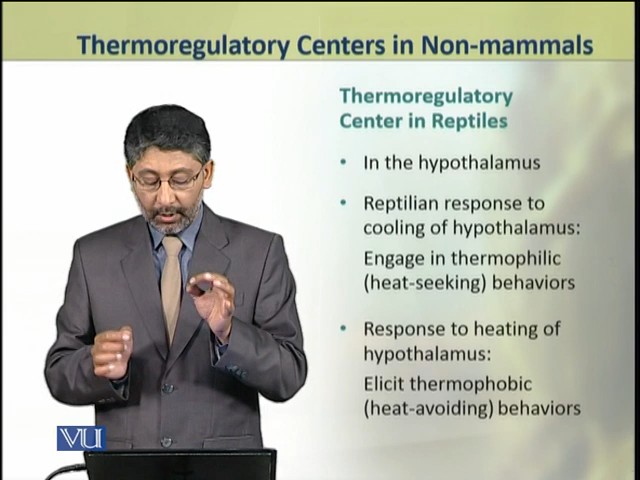 Thermoregulatory Centers in Non-mammals
Thermoregulatory
Center in Reptiles
• In the hypothalamus
• Reptilian response to
cooling of hypothalamus:
Engage in thermophilic
(heat-seeking) behaviors
• Response to heating of
hypothalamus:
Elicit thermophobic
(heat-avoiding) behaviors
VU